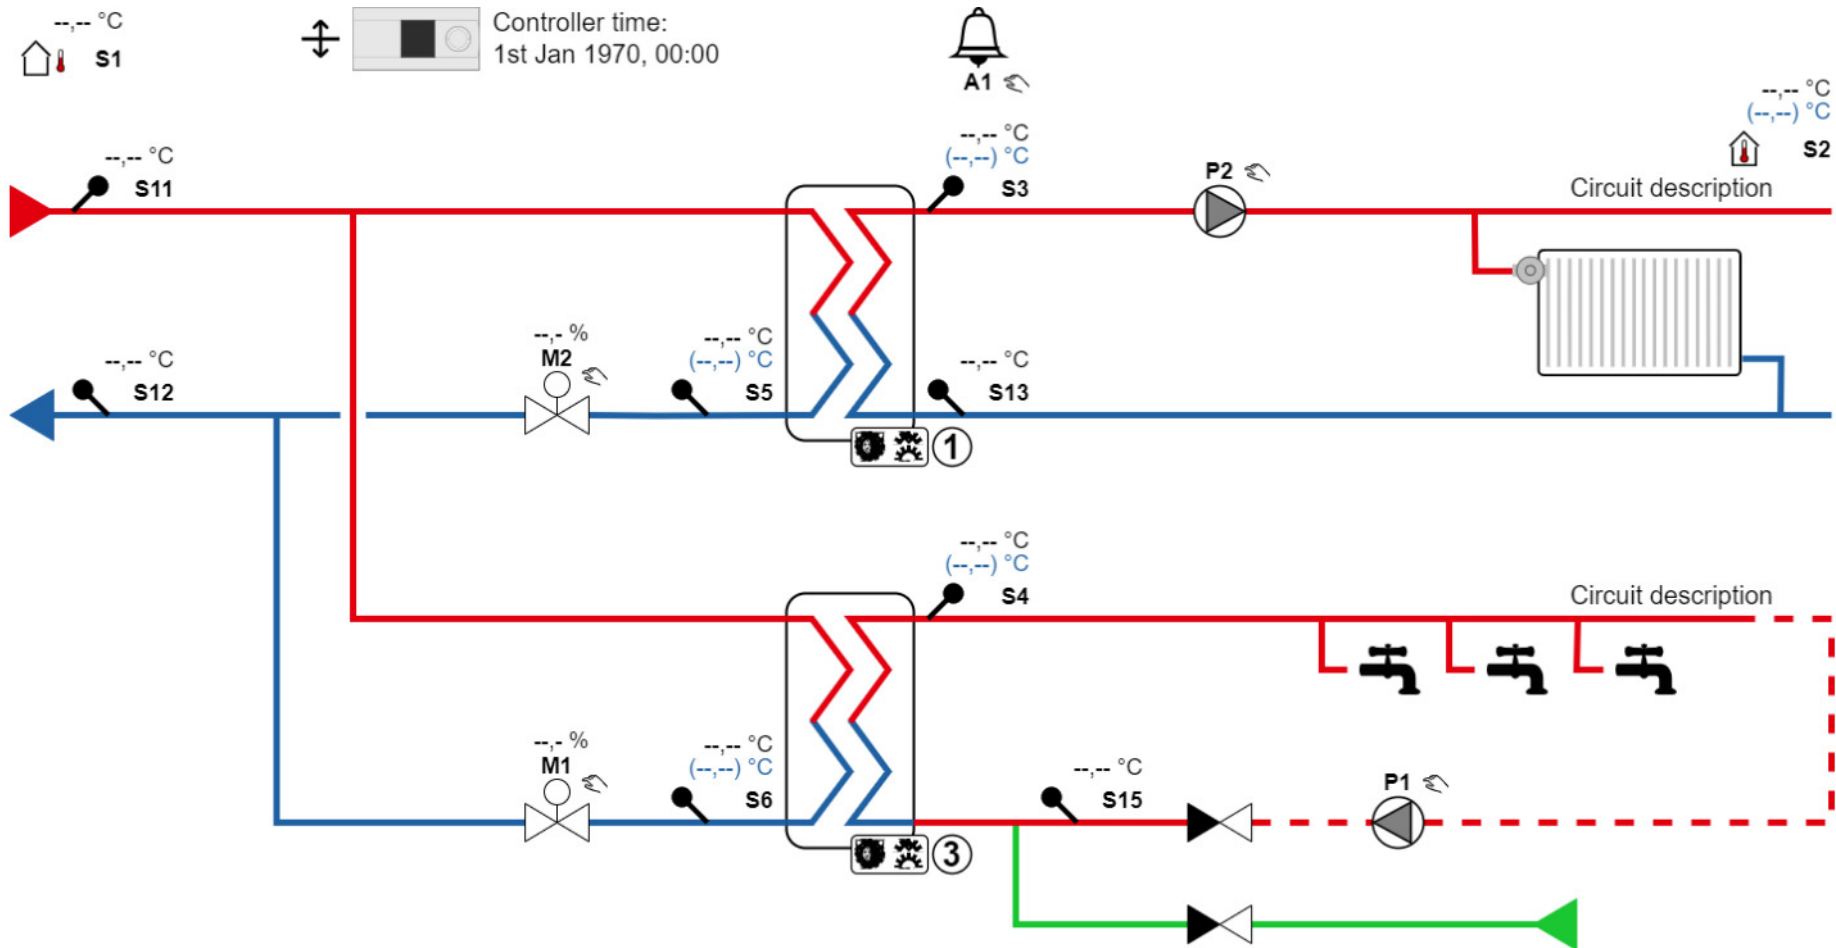 --,-- °C
S1
Controller time:
1st Jan 1970, 00:00
A1
--,-- °C
(--,--) °C
S2
--,-- °C
S11
--,-- °C
(--,--) °C
S3
P2
Circuit description
--,-- °C
S12
--,- %
M2
--,-- °C
(--,--) °C
S5
--,-- °C
S13
1
--,-- °C
(--,--) °C
S4
Circuit description
--,- %
M1
--,-- °C
(--,--) °C
S6
--,-- °C
S15
P1
3